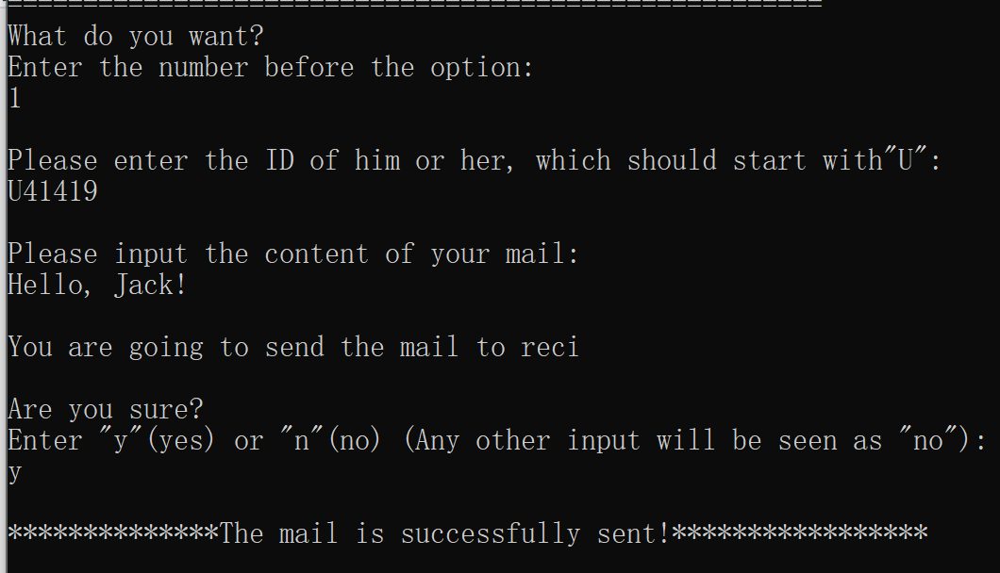 ======================================================
What do you want?
Enter the number before the option:
1
Please enter the ID of him or her, which should start with"U":
U41419
Please input the content of your mail:
Hello, Jack!
You are going to send the mail to reci
Are you sure?
Enter "y"(yes) or "n"(no) (Any other input will be seen as "no"):
y
**************The mail is successfully sent!*****************